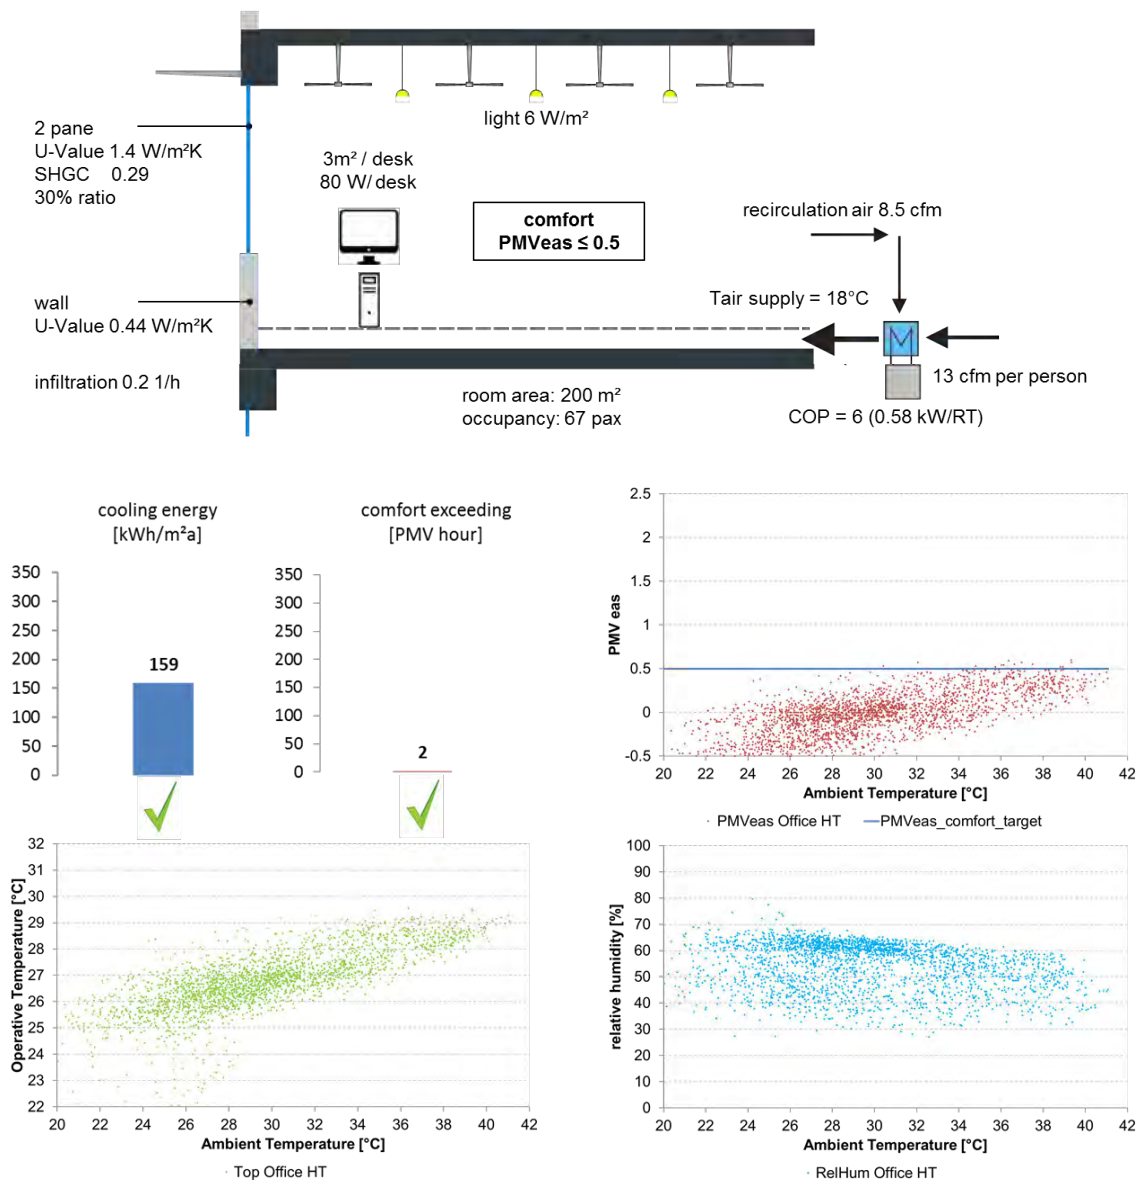 light 6 W/m²
2 pane
U-Value 1.4 W/m²K
SHGC 0.29
30% ratio
3m² / desk
80 W/desk
comfort
PMVeas ≤ 0.5
recirculation air 8.5 cfm
Tair supply = 18°C
wall
U-Value 0.44 W/m²K
infiltration 0.2 1/h
room area: 200 m²
occupancy: 67 pax
13 cfm per person
COP = 6 (0.58 kW/RT)
cooling energy
[kWh/m²a]
350
300
250
200
150
100
50
0
159
comfort exceeding
[PMV hour]
350
300
250
200
150
100
50
0
2
PMV eas
2.5
2
1.5
1
0.5
0
-0.5
20 22 24 26 28 30 32 34 36 38 40 42
Ambient Temperature [°C]
PMVeas Office HT PMVeas_comfort_target
Operative Temperature [°C]
32
31
30
29
28
27
26
25
24
23
22
20 22 24 26 28 30 32 34 36 38 40 42
Ambient Temperature [°C]
Top Office HT
relative humidity [%]
100
90
80
70
60
50
40
30
20
10
0
20 22 24 26 28 30 32 34 36 38 40 42
Ambient Temperature [°C]
RelHum Office HT